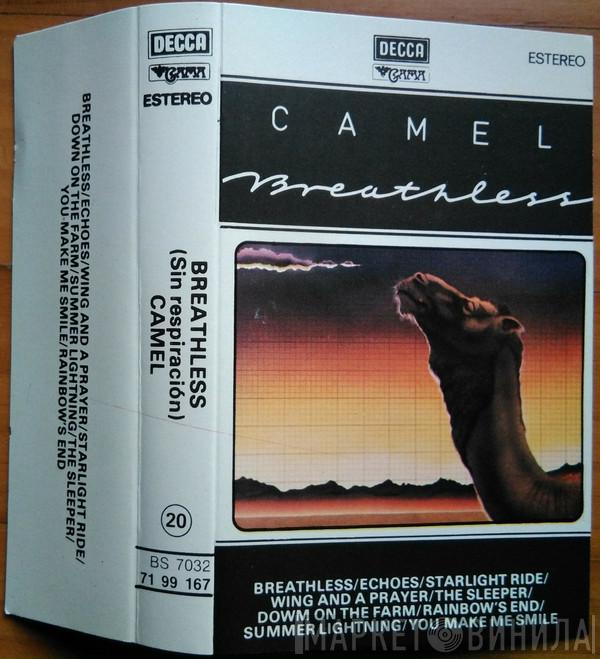 BREATHLESS/ECHOES/WING AND A PRAYER/STARLIGHT RIDE/
DOWN ON THE FARM/SUMMER LIGHTNING/THE SLEEPER/
YOU MAKE ME SMILE/RAINBOW'S END
DECCA
GAMA
ESTEREO
BREATHLESS
(Sin respiración)
CAMEL
20
BS 7032
71 99 167
DECCA
GAMA
ESTEREO
CAMEL
Breathless
BREATHLESS/ECHOES/STARLIGHT RIDE/
WING AND A PRAYER/THE SLEEPER/
DOWM ON THE FARM/RAINBOW'S END/
SUMMER LIGHTNING/YOU MAKE ME SMILE
МАРКЕТ ВИНИЛА